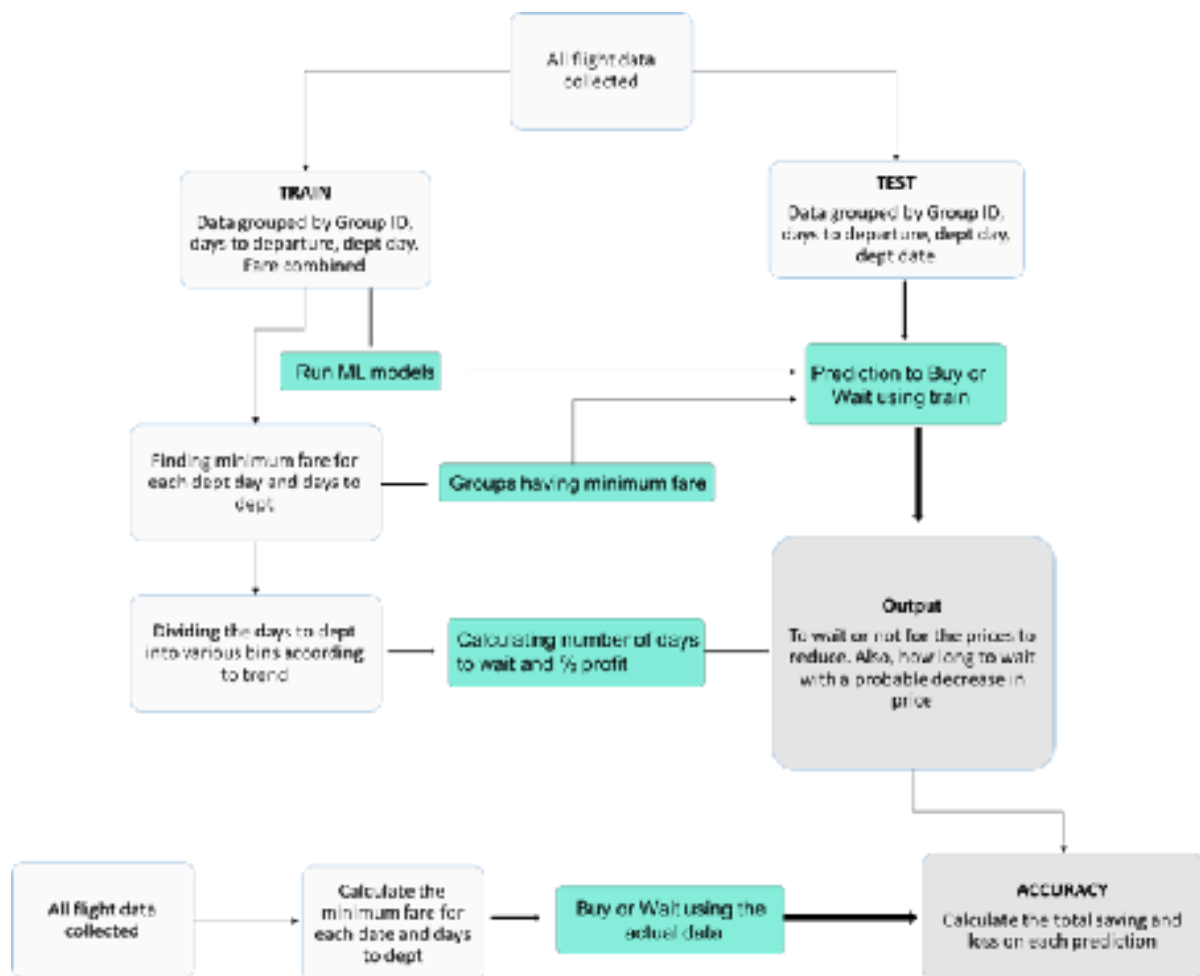 All flight data
collected
TRAIN
Data grouped by Group ID,
days to departure, dept day.
Fare combined
TEST
Data grouped by Group ID,
days to departure, dept day,
dept date
Run ML models
Prediction to Buy or
Wait using train
Finding minimum fare for
each dept day and days to
dept
Groups having minimum fare
Output
To wait or not for the prices to
reduce. Also, how long to wait
with a probable decrease in
price
Dividing the days to dept
into various bins according
to trend
Calculating number of days
to wait and % profit
All flight data
collected
Calculate the
minimum fare for
each date and days
to dept
Buy or Wait using the
actual data
ACCURACY
Calculate the total saving and
loss on each prediction